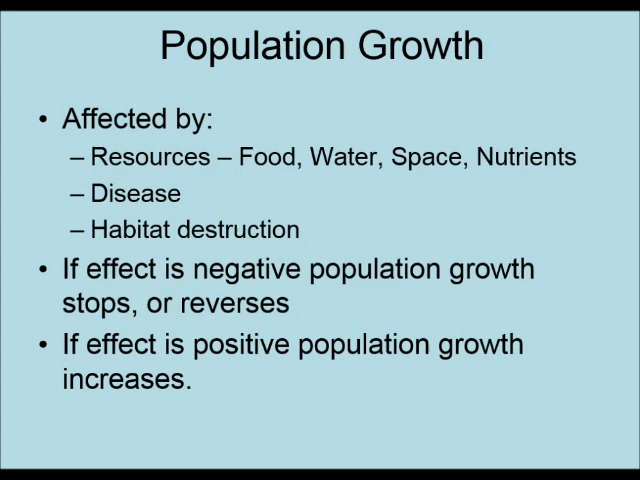 Population Growth
• Affected by:
– Resources – Food, Water, Space, Nutrients
– Disease
– Habitat destruction
• If effect is negative population growth
stops, or reverses
• If effect is positive population growth
increases.